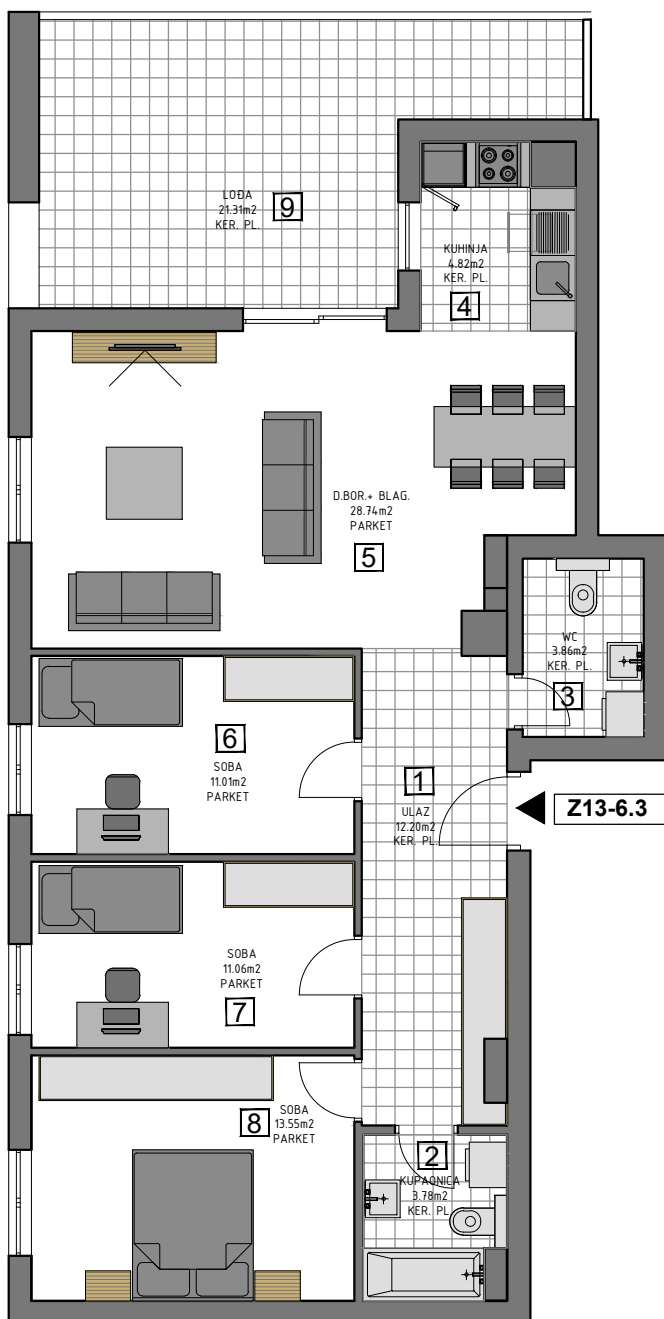 LOĐA
21.31m2
KER. PL.
9
KUHINJA
4.82m2
KER. PL.
4
D.BOR.+ BLAG.
28.74m2
PARKET
5
WC
3.86m2
KER. PL.
3
6
SOBA
11.01m2
PARKET
1
ULAZ
12.20m2
KER. PL.
Z13-6.3
SOBA
11.06m2
PARKET
7
8
SOBA
13.55m2
PARKET
2
KUPAONICA
3.78m2
KER. PL.